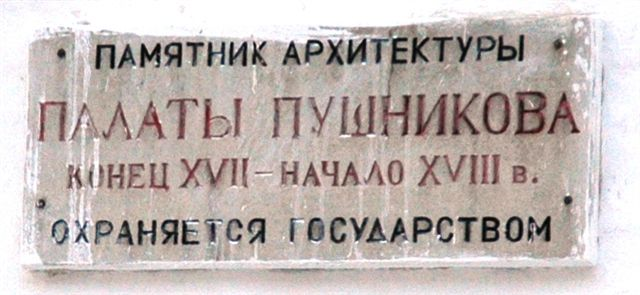 ПАМЯТНИК АРХИТЕКТУРЫ
ПАЛАТЫ ПУШНИКОВА
КОНЕЦ XVII – НАЧАЛО XVIII в.
ОХРАНЯЕТСЯ ГОСУДАРСТВОМ